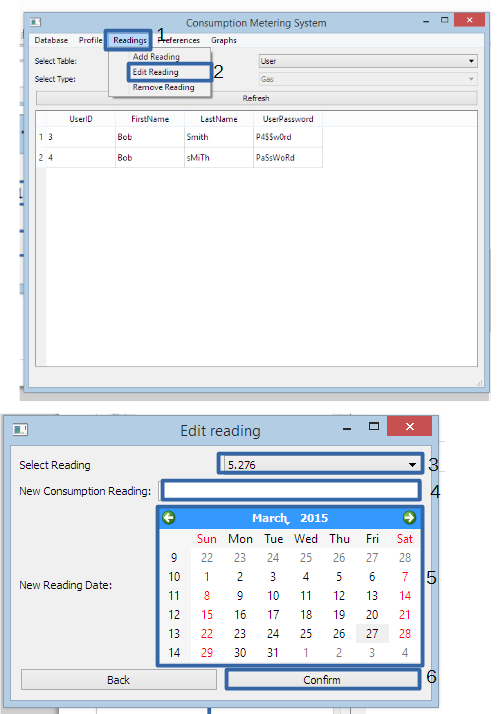 Consumption Metering System
Database Profile Readings Preferences Graphs
1
Add Reading
Edit Reading
2
Remove Reading
Select Table: User
Select Type: Gas
Refresh
UserID FirstName LastName UserPassword
1 3 Bob Smith P4$$w0rd
2 4 Bob sMiTh PaSsWoRd
Edit reading
Select Reading 5.276 3
New Consumption Reading: 4
March, 2015
Sun Mon Tue Wed Thu Fri Sat
9 22 23 24 25 26 27 28
10 1 2 3 4 5 6 7
11 8 9 10 11 12 13 14
12 15 16 17 18 19 20 21
13 22 23 24 25 26 27 28
14 29 30 31 1 2 3 4
New Reading Date:
5
Back Confirm 6